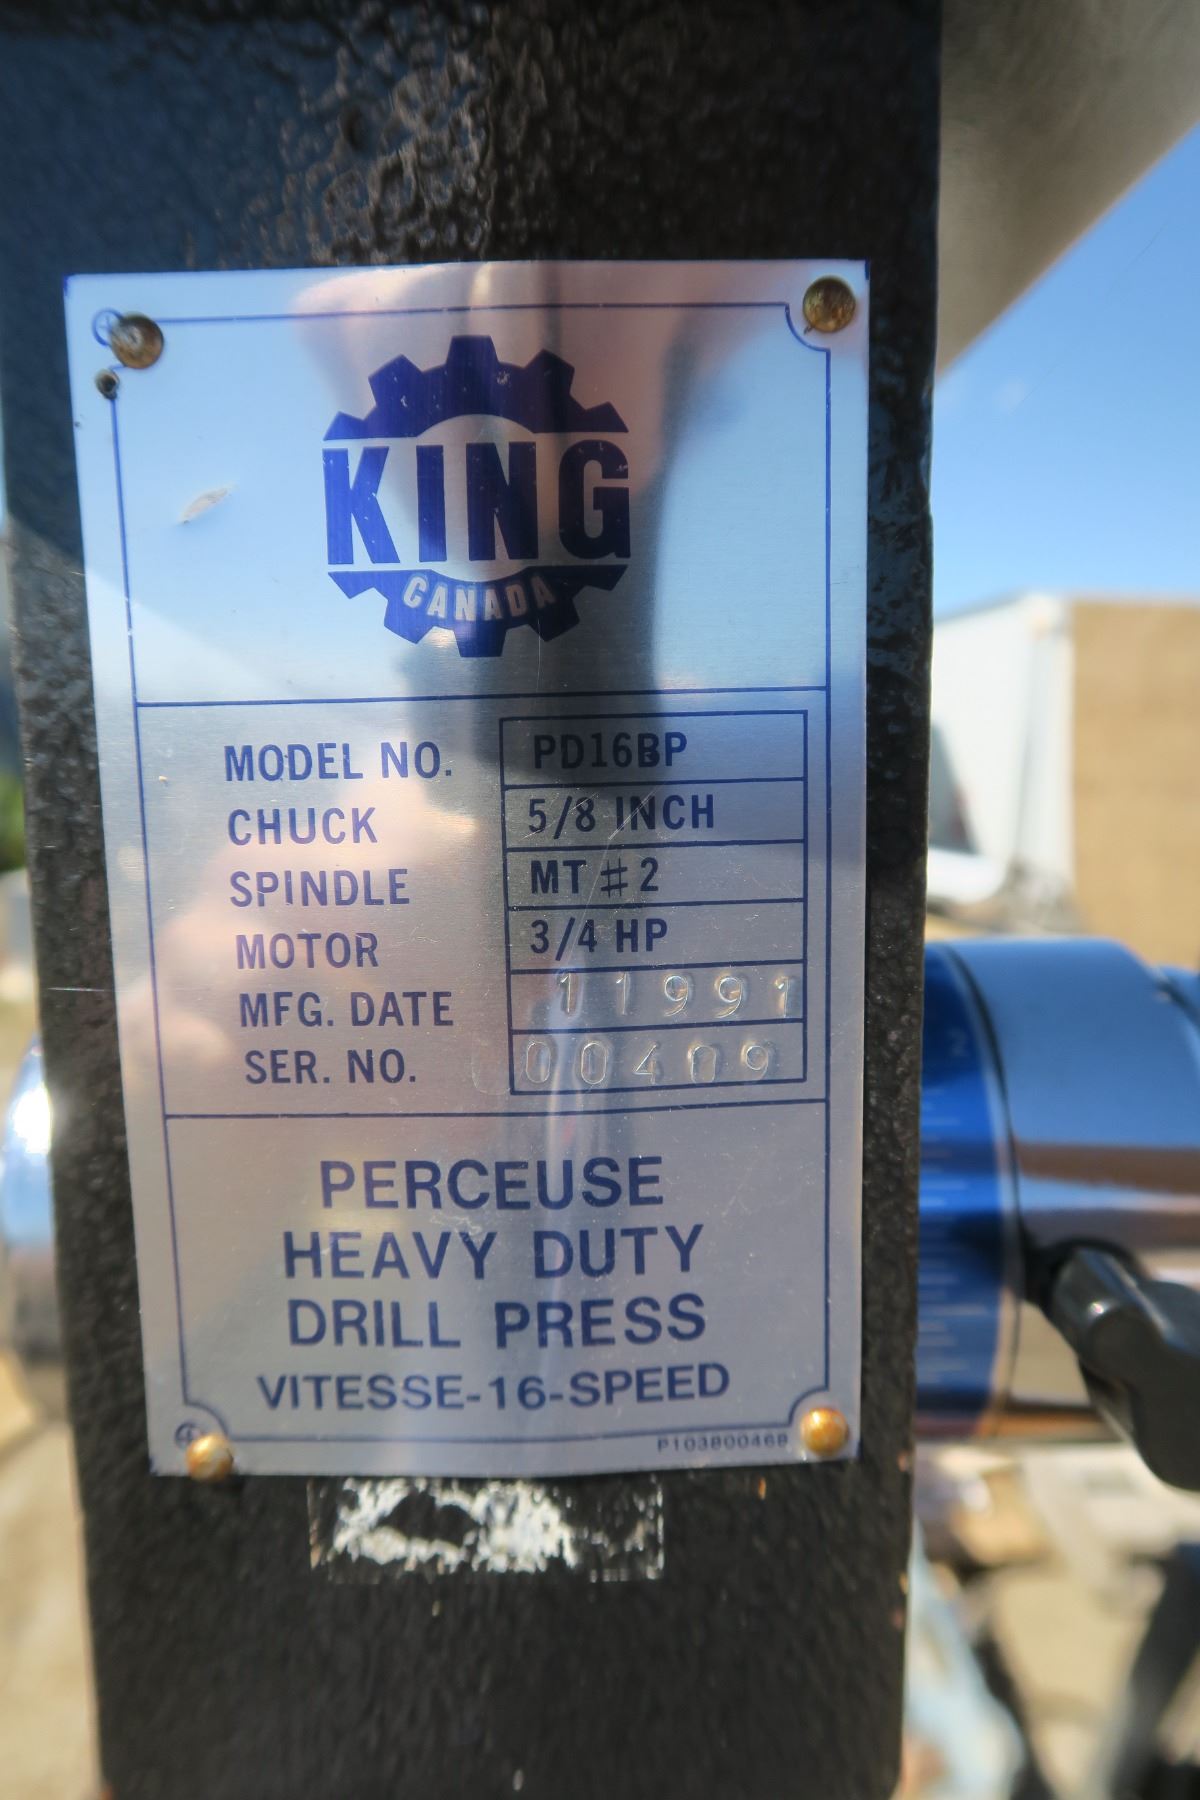 KING
CANADA
MODEL NO. PD16BP
CHUCK 5/8 INCH
SPINDLE MT #2
MOTOR 3/4 HP
MFG. DATE 11991
SER. NO. 00409
PERCEUSE
HEAVY DUTY
DRILL PRESS
VITESSE-16-SPEED